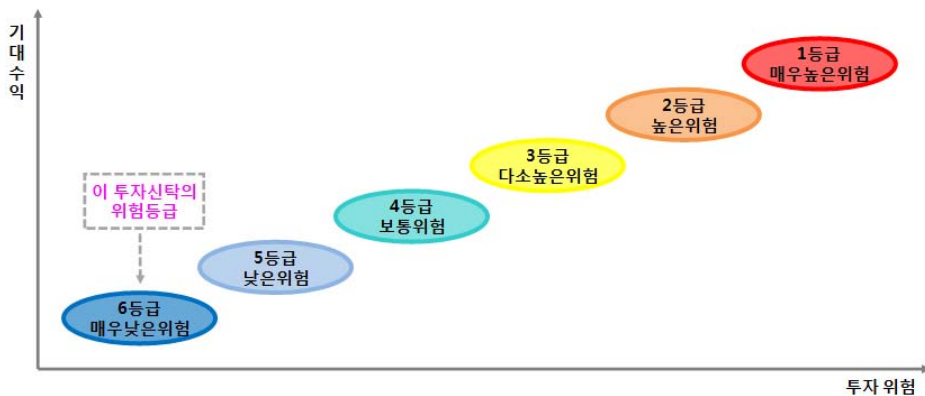 기
대
수
익
1등급
매우높은위험
2등급
높은위험
3등급
다소높은위험
4등급
보통위험
이 투자신탁의
위험등급
5등급
낮은위험
6등급
매우낮은위험
투자 위험